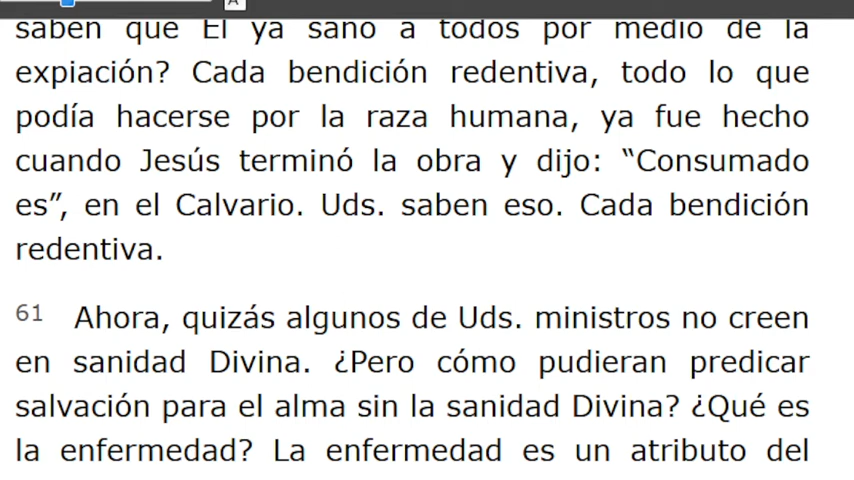 saben que El ya sanó a todos por medio de la
expiación? Cada bendición redentiva, todo lo que
podía hacerse por la raza humana, ya fue hecho
cuando Jesús terminó la obra y dijo: “Consumado
es”, en el Calvario. Uds. saben eso. Cada bendición
redentiva.
61 Ahora, quizás algunos de Uds. ministros no creen
en sanidad Divina. ¿Pero cómo pudieran predicar
salvación para el alma sin la sanidad Divina? ¿Qué es
la enfermedad? La enfermedad es un atributo del